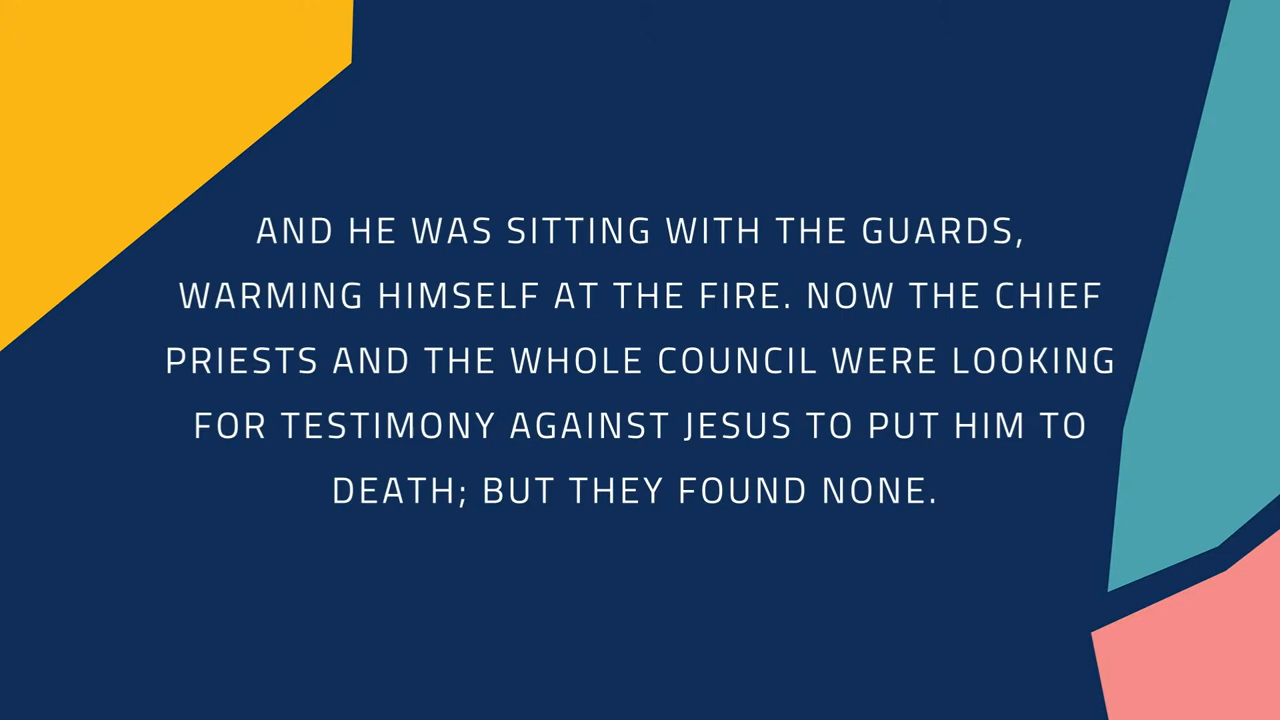 AND HE WAS SITTING WITH THE GUARDS,
WARMING HIMSELF AT THE FIRE. NOW THE CHIEF
PRIESTS AND THE WHOLE COUNCIL WERE LOOKING
FOR TESTIMONY AGAINST JESUS TO PUT HIM TO
DEATH; BUT THEY FOUND NONE.